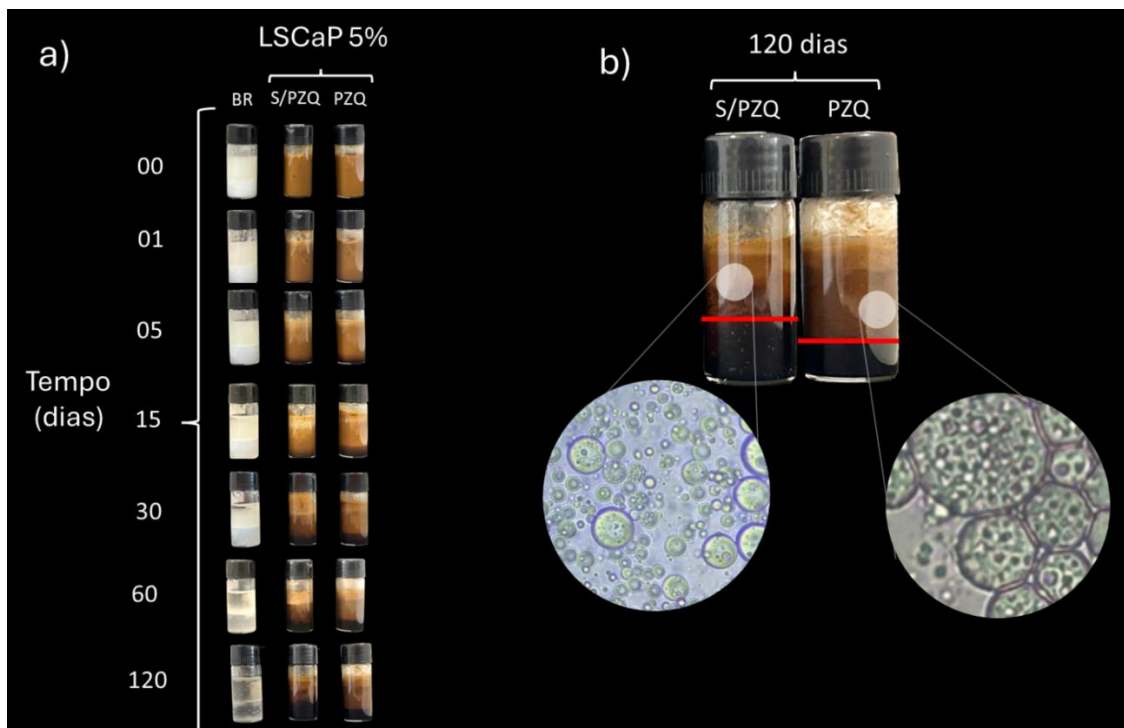 a)
LSCaP 5%
BR S/PZQ PZQ
00
01
05
Tempo
(dias)
15
30
60
120
b)
120 dias
S/PZQ PZQ